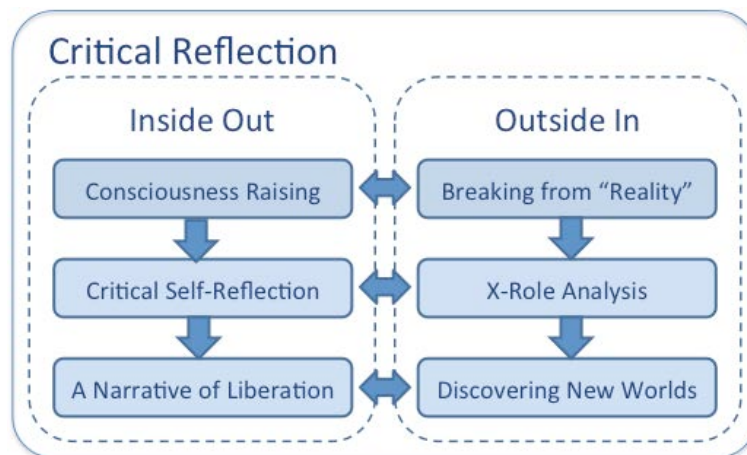 Critical Reflection
Inside Out
Outside In
Consciousness Raising
Breaking from “Reality”
Critical Self-Reflection
X-Role Analysis
A Narrative of Liberation
Discovering New Worlds